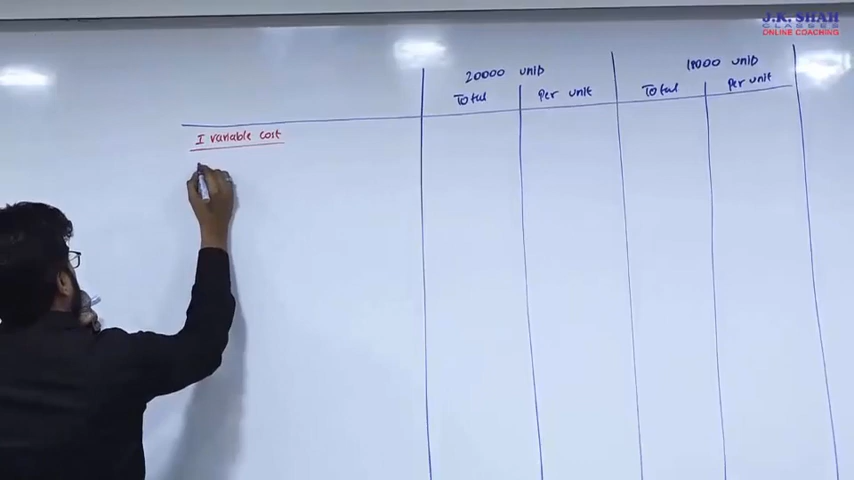 J.K. SHAH
CLASSES
ONLINE COACHING
20000 units
18000 units
Total
Per unit
Total
Per unit
I variable cost